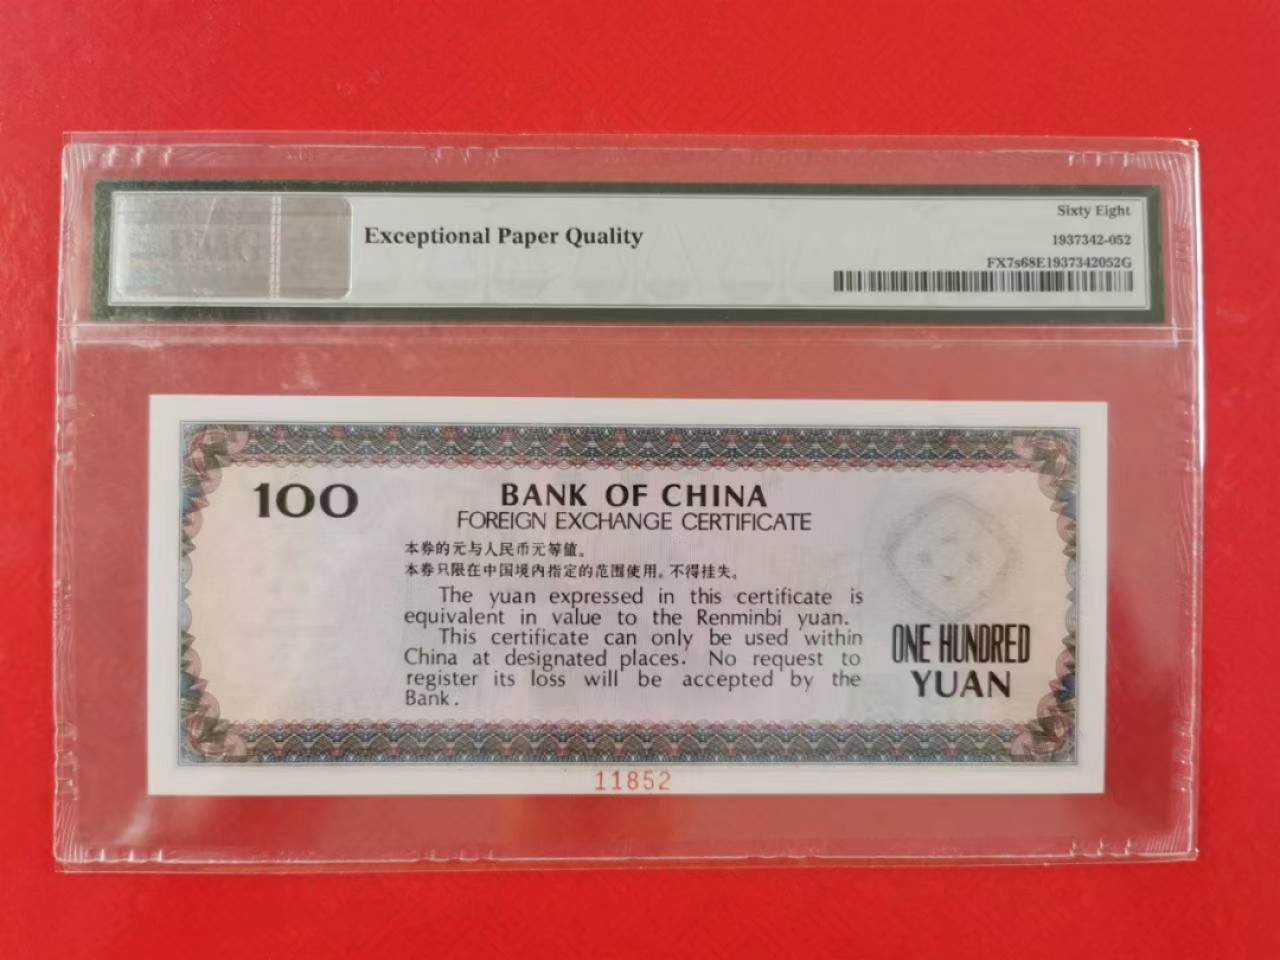 PMG
Exceptional Paper Quality
Sixty Eight
1937342-052
FX7s68E1937342052G
100
BANK OF CHINA
FOREIGN EXCHANGE CERTIFICATE
本券的元与人民币元等值。
本券只限在中国境内指定的范围使用。不得挂失。
The yuan expressed in this certificate is
equivalent in value to the Renminbi yuan.
This certificate can only be used within
China at designated places. No request to
register its loss will be accepted by the
Bank.
ONE HUNDRED
YUAN
11852